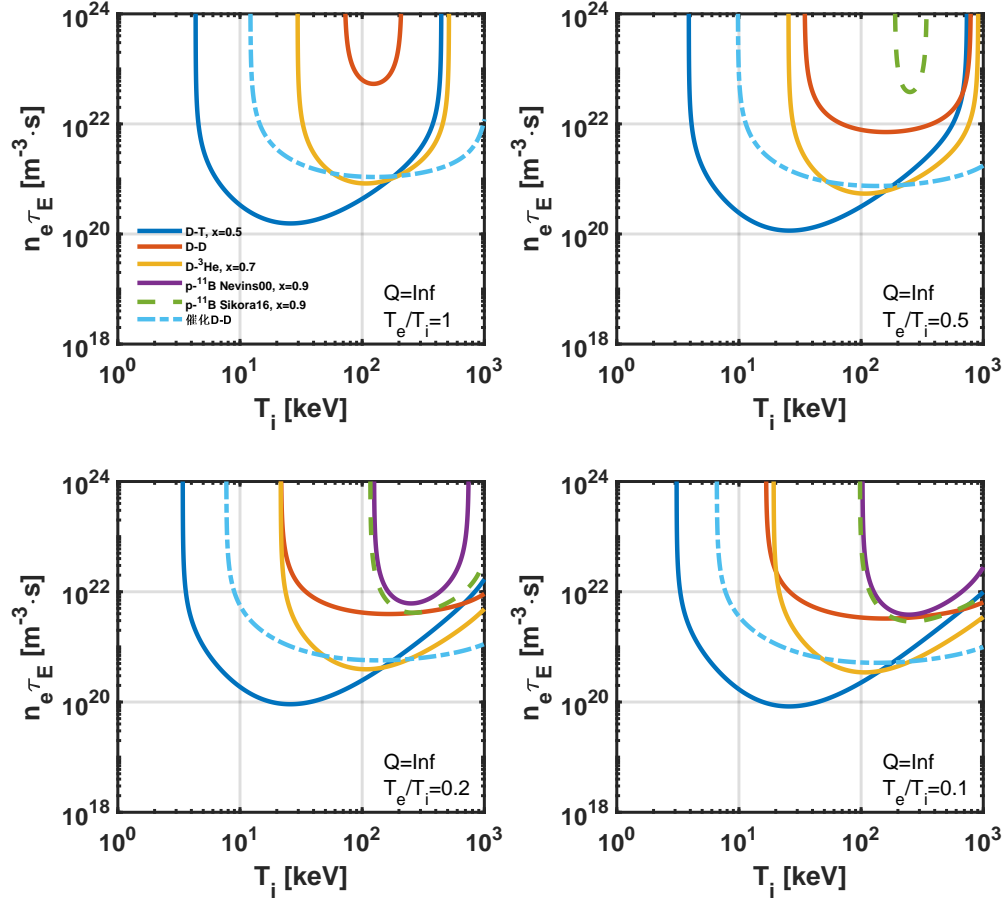 10^24
10^22
10^20
10^18
n_e τ_E [m^-3·s]
D-T, x=0.5
D-D
D-^3He, x=0.7
p-^11B Nevins00, x=0.9
p-^11B Sikora16, x=0.9
催化D-D
Q=Inf
T_e/T_i=1
10^0
10^1
10^2
10^3
T_i [keV]
10^24
10^22
10^20
10^18
n_e τ_E [m^-3·s]
Q=Inf
T_e/T_i=0.5
10^0
10^1
10^2
10^3
T_i [keV]
10^24
10^22
10^20
10^18
n_e τ_E [m^-3·s]
Q=Inf
T_e/T_i=0.2
10^0
10^1
10^2
10^3
T_i [keV]
10^24
10^22
10^20
10^18
n_e τ_E [m^-3·s]
Q=Inf
T_e/T_i=0.1
10^0
10^1
10^2
10^3
T_i [keV]